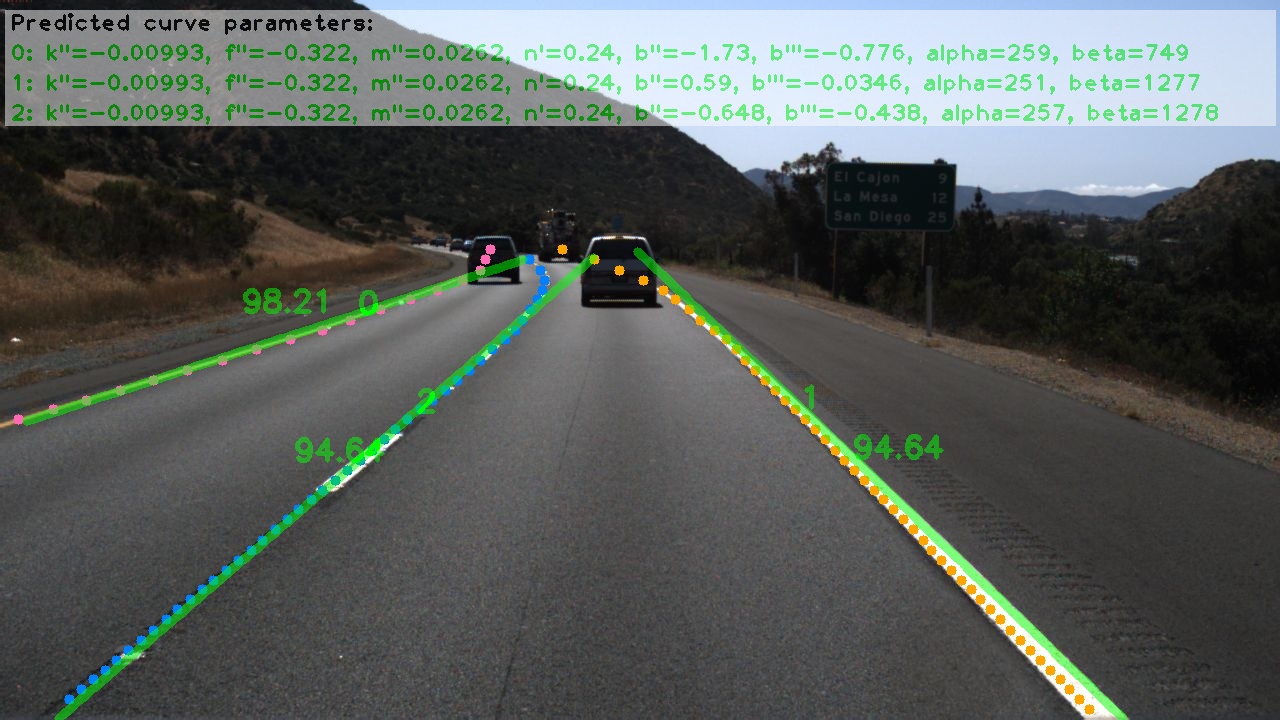 Predicted curve parameters:
0: k''=-0.00993, f''=-0.322, m''=0.0262, n'=0.24, b''=-1.73, b'''=-0.776, alpha=259, beta=749
1: k''=-0.00993, f''=-0.322, m''=0.0262, n'=0.24, b''=0.59, b'''=-0.0346, alpha=251, beta=1277
2: k''=-0.00993, f''=-0.322, m''=0.0262, n'=0.24, b''=-0.648, b'''=-0.438, alpha=257, beta=1278
El Cajon 9
La Mesa 12
San Diego 25
98.21 0
2 1
94.64 94.64